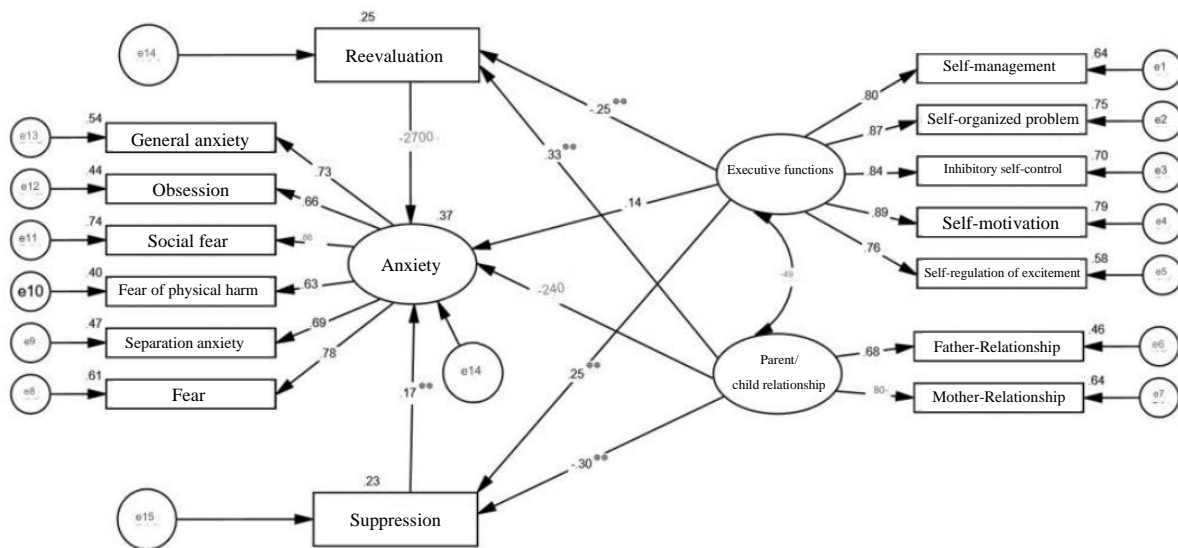 .25
e14
Reevaluation
.64
Self-management
e1
-.25**
.80
.54
e13
General anxiety
-2700-
.75
Self-organized problem
e2
.87
.33**
.73
.44
e12
Obsession
.66
Executive functions
.84
.70
Inhibitory self-control
e3
.14
.37
.74
e11
Social fear
.86
Anxiety
.89
.79
Self-motivation
e4
.76
.58
Self-regulation of excitement
e5
-49
.40
e10
Fear of physical harm
.63
-240
.47
e9
Separation anxiety
.69
.46
Father-Relationship
e6
.68
Parent/
child relationship
.78
e14
.25**
.61
e8
Fear
.17**
80-
.64
Mother-Relationship
e7
-.30**
.23
e15
Suppression